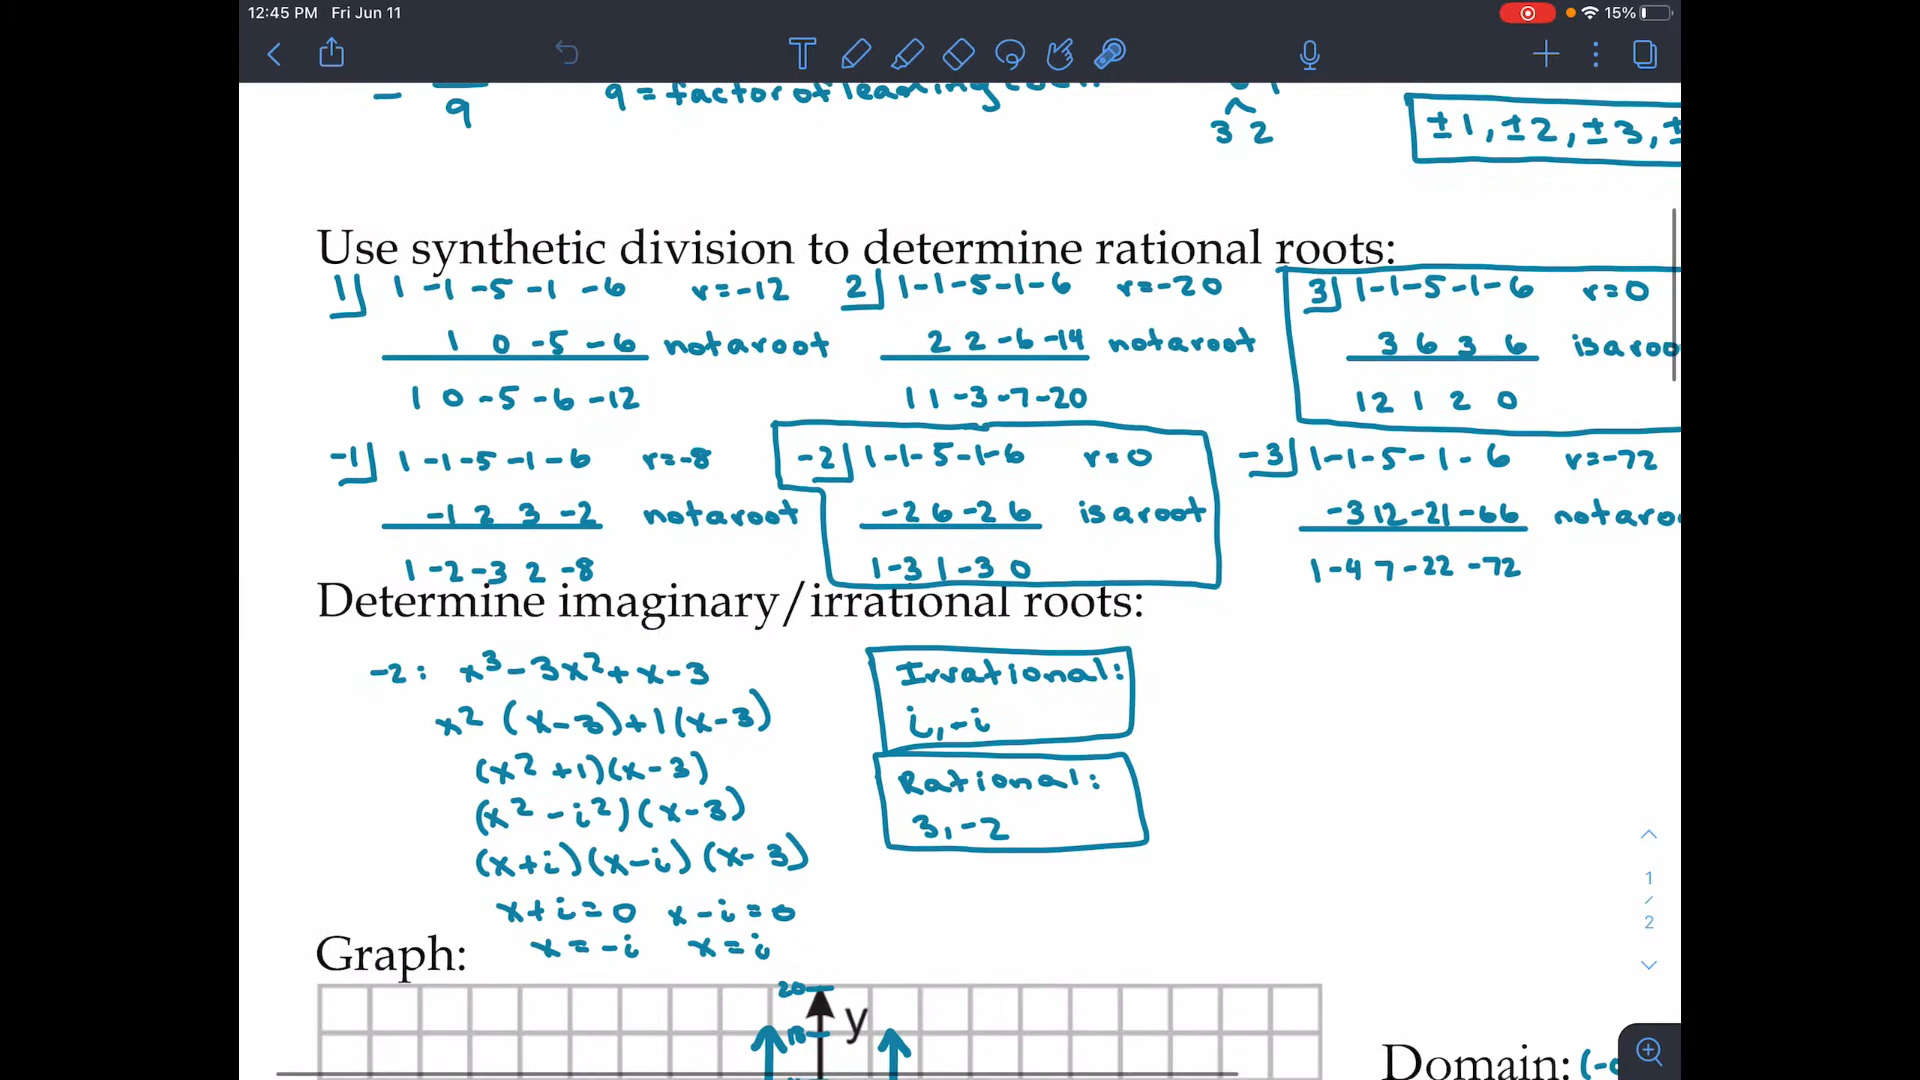 12:45 PM Fri Jun 11
15%
T
- 
q q = factor of leading
3 2
±1, ±2, ±3, ±
Use synthetic division to determine rational roots:
1⌋ 1 -1 -5 -1 -6 r=-12
1 0 -5 -6 not a root
1 0 -5 -6 -12
2⌋ 1 -1 -5 -1 -6 r=-20
2 2 -6 -14 not a root
1 1 -3 -7 -20
3⌋ 1 -1 -5 -1 -6 r=0
3 6 3 6 is a roo
1 2 1 2 0
-1⌋ 1 -1 -5 -1 -6 r=-8
-1 2 3 -2 not a root
1 -2 -3 2 -8
-2⌋ 1 -1 -5 -1 -6 r=0
-2 6 -2 6 is a root
1 -3 1 -3 0
-3⌋ 1 -1 -5 -1 -6 r=-72
-3 12 -21 -66 not a roo
1 -4 7 -22 -72
Determine imaginary/irrational roots:
-2: x³-3x²+x-3
x²(x-3)+1(x-3)
(x²+1)(x-3)
(x²-i²)(x-3)
(x+i)(x-i)(x-3)
x+i=0 x-i=0
x=-i x=i
Irrational:
i, -i
Rational:
3, -2
1
/
2
Graph:
20
y
Domain: (-